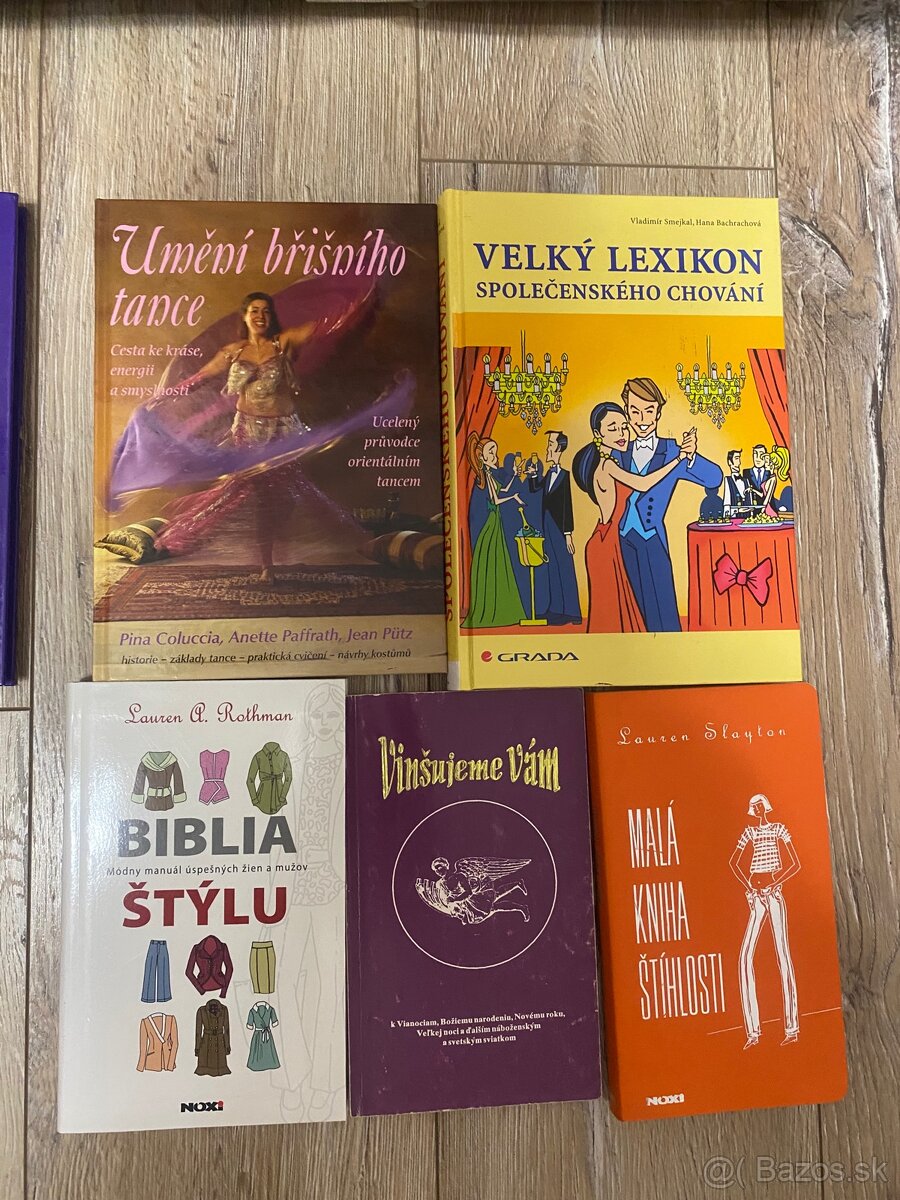 Umění břišního
tance
Cesta ke kráse,
energii
a smyslnosti
Ucelený
průvodce
orientálním
tancem
Pina Coluccia, Anette Paffrath, Jean Pütz
historie – základy tance – praktická cvičení – návrhy kostýmů
SPOLEČENSKÉHO CHOVÁNÍ
Vladimír Smejkal, Hana Bachrachová
VELKÝ LEXIKON
SPOLEČENSKÉHO CHOVÁNÍ
GRADA
Lauren A. Rothman
BIBLIA
Módny manuál úspešných žien a mužov
ŠTÝLU
NOXi
Vinšujeme Vám
k Vianociam, Božiemu narodeniu, Novému roku,
Veľkej noci a ďalším náboženským
a svetským sviatkom
Lauren Slayton
MALÁ
KNIHA
ŠTÍHLOSTI
NOXi
@( Bazos.sk